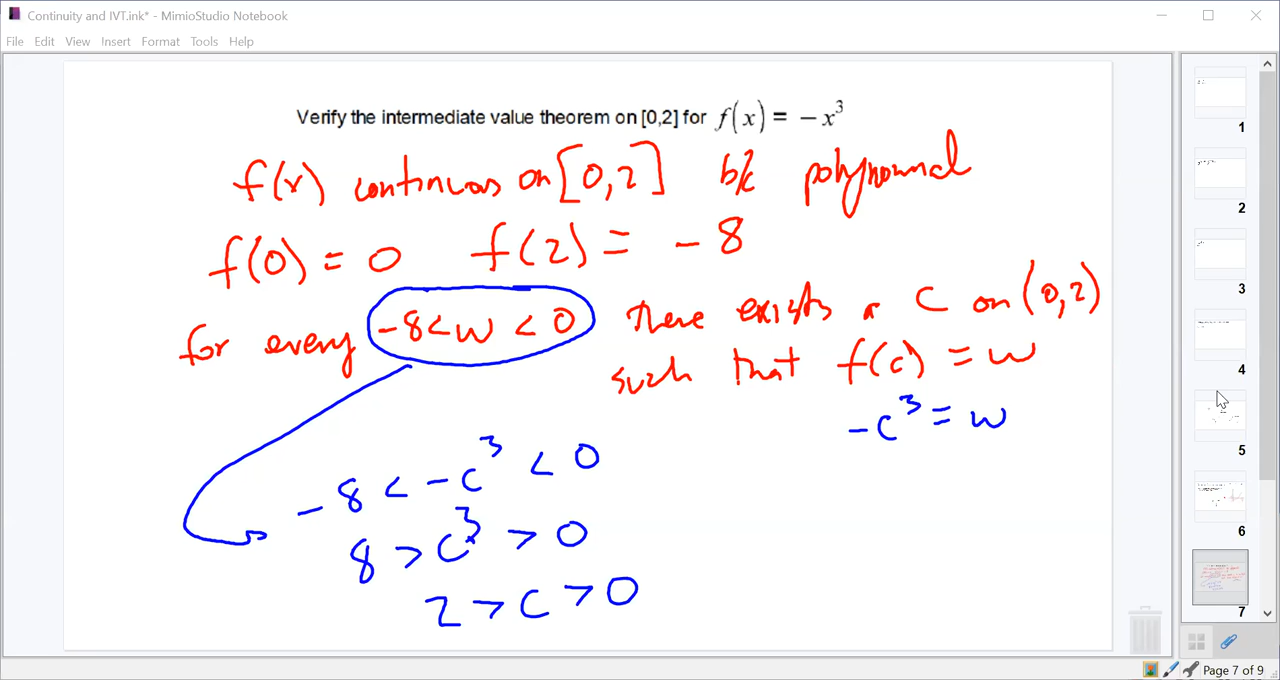 Continuity and IVT.ink* - MimioStudio Notebook
File Edit View Insert Format Tools Help
Verify the intermediate value theorem on [0,2] for f(x) = − x³
f(x) continuous on [0,2] b/c polynomial
f(0) = 0 f(2) = - 8
for every -8 < w < 0 there exists a c on (0,2)
such that f(c) = w
-c³ = w
-8 < -c³ < 0
8 > c³ > 0
2 > c > 0
1
2
3
4
5
6
7
Page 7 of 9